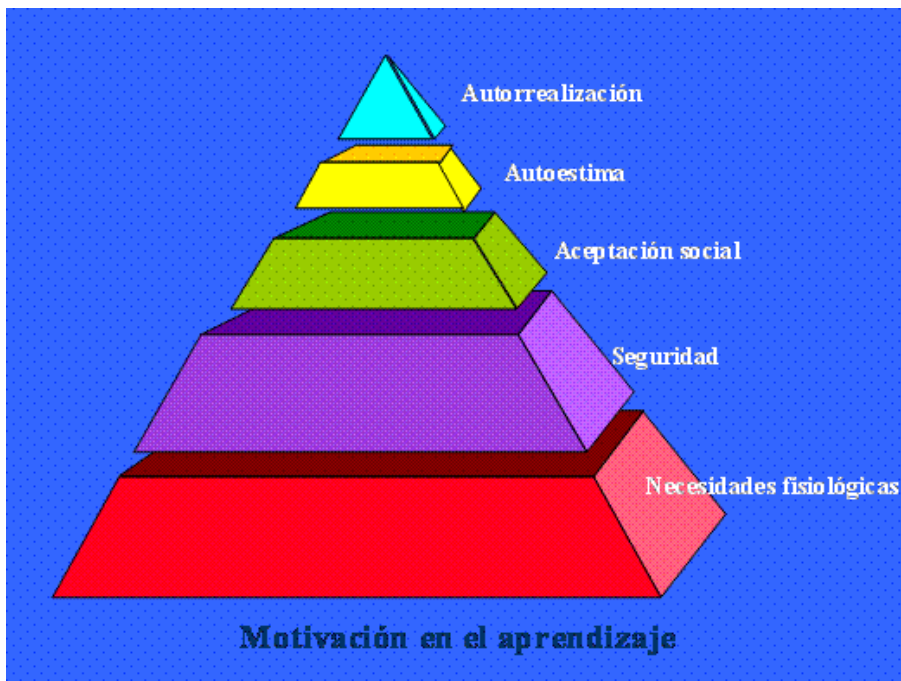 Autorrealización
Autoestima
Aceptación social
Seguridad
Necesidades fisiológicas
Motivación en el aprendizaje